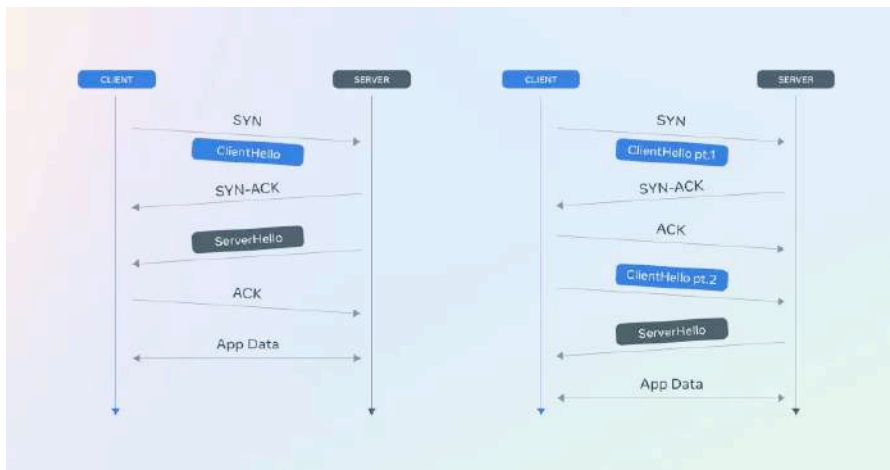 CLIENT
SERVER
SYN
ClientHello
SYN-ACK
ServerHello
ACK
App Data
CLIENT
SERVER
SYN
ClientHello pt.1
SYN-ACK
ACK
ClientHello pt.2
ServerHello
App Data